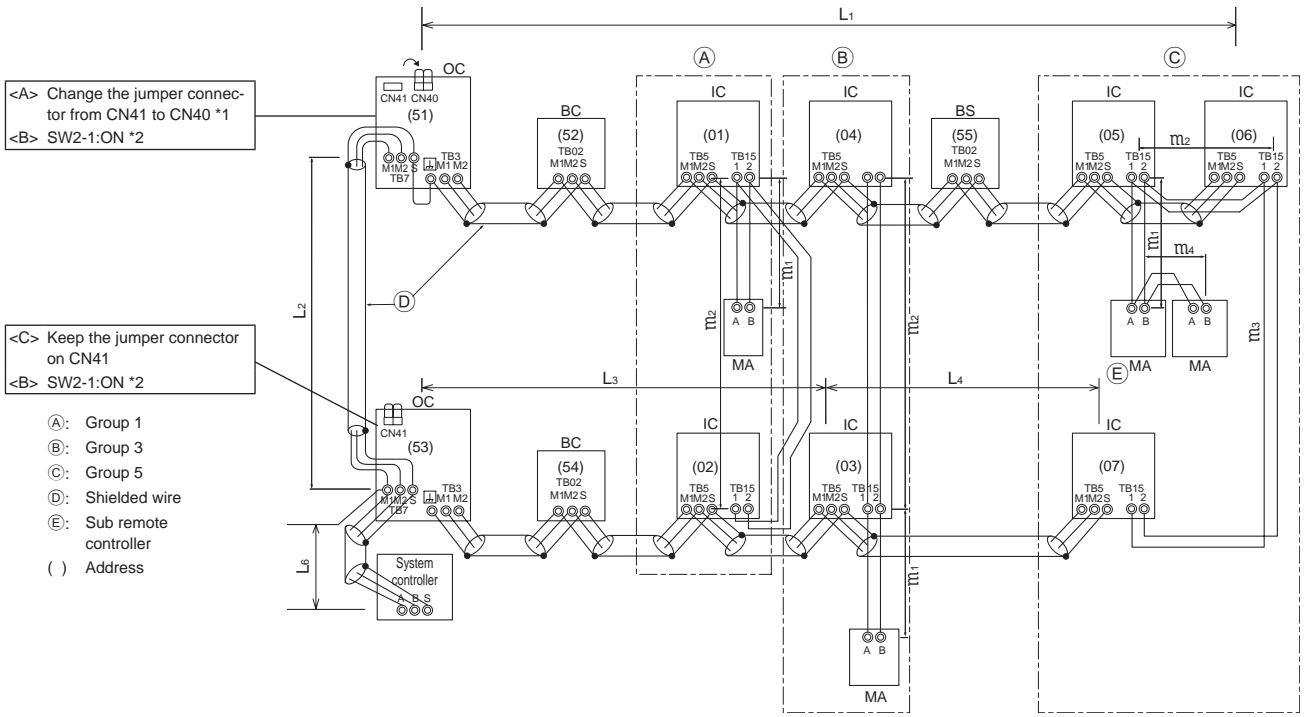 L1
A
B
C
<A> Change the jumper connec-
tor from CN41 to CN40 *1
<B> SW2-1:ON *2
OC
CN41 CN40
(51)
M1M2 S
TB7
TB3
M1 M2
BC
(52)
TB02
M1M2 S
IC
(01)
TB5
M1M2S
TB15
1 2
IC
(04)
TB5
M1M2S
TB15
1 2
BS
(55)
TB02
M1M2 S
IC
(05)
TB5
M1M2S
TB15
1 2
IC
(06)
TB5
M1M2S
TB15
1 2
m2
L2
D
m2
m1
A B
MA
m2
m1
m4
A B
MA
A B
MA
E
m3
<C> Keep the jumper connector
on CN41
<B> SW2-1:ON *2
L3
L4
OC
CN41
(53)
M1M2 S
TB7
TB3
M1 M2
BC
(54)
TB02
M1M2 S
IC
(02)
TB5
M1M2S
TB15
1 2
IC
(03)
TB5
M1M2S
TB15
1 2
IC
(07)
TB5
M1M2S
TB15
1 2
A: Group 1
B: Group 3
C: Group 5
D: Shielded wire
E: Sub remote
controller
( ) Address
L6
System
controller
A B S
m1
A B
MA